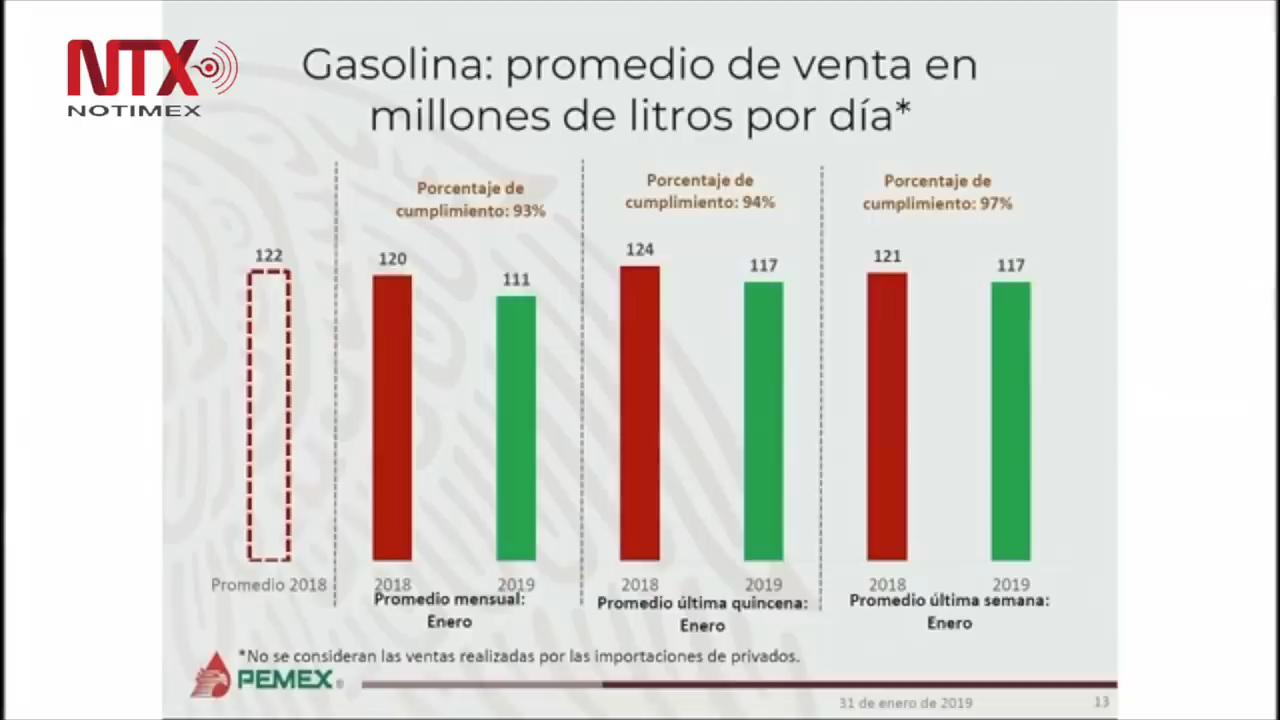 NTX
NOTIMEX
Gasolina: promedio de venta en
millones de litros por día*
Porcentaje de
cumplimiento: 93%
Porcentaje de
cumplimiento: 94%
Porcentaje de
cumplimiento: 97%
122
120
111
124
117
121
117
Promedio 2018
2018
2019
2018
2019
2018
2019
Promedio mensual:
Enero
Promedio última quincena:
Enero
Promedio última semana:
Enero
*No se consideran las ventas realizadas por las importaciones de privados.
PEMEX®
31 de enero de 2019
13